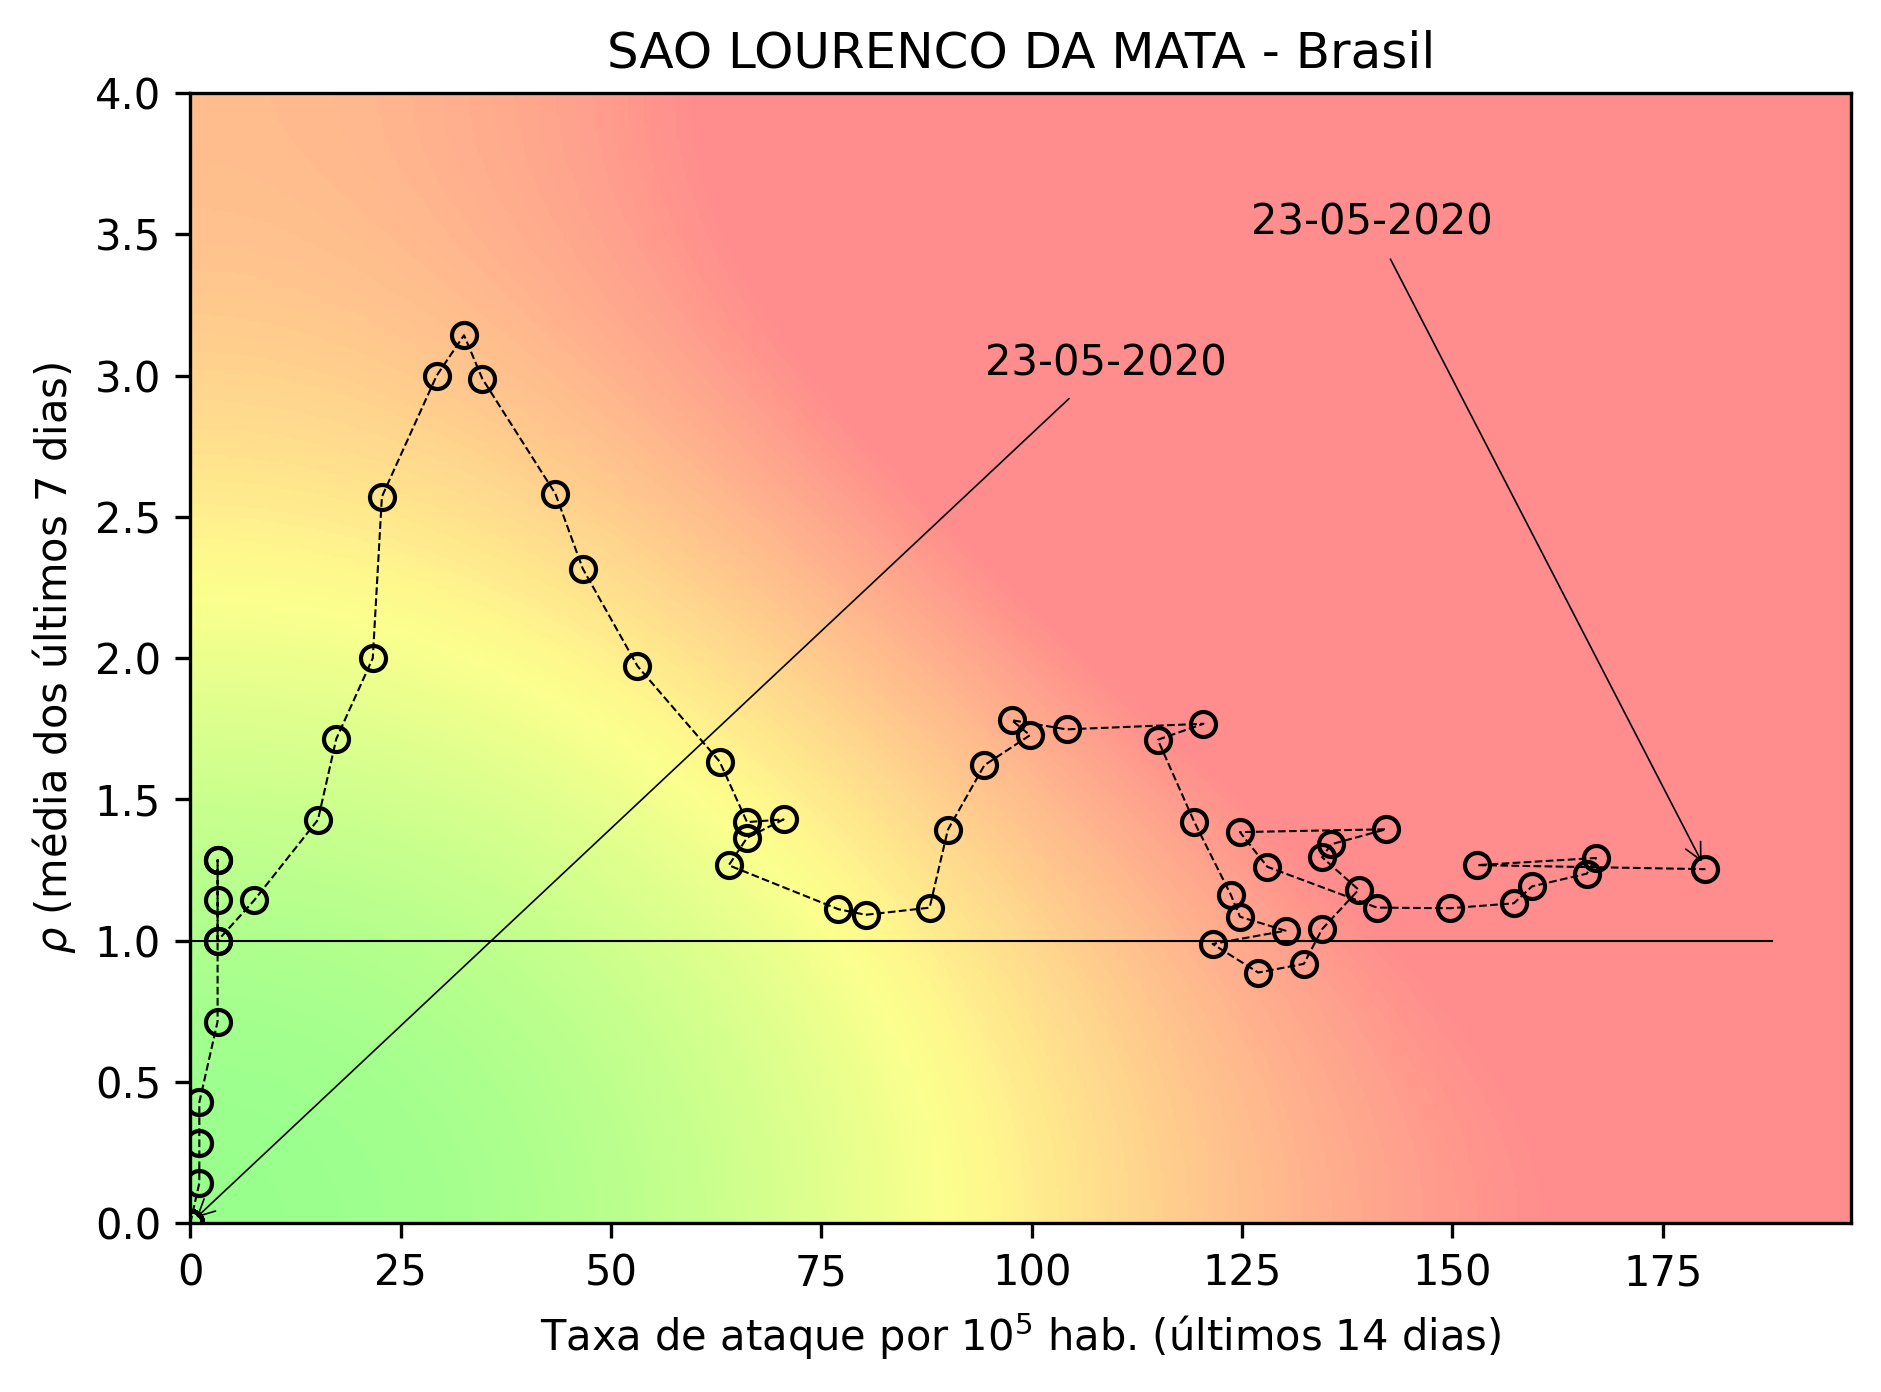 SAO LOURENCO DA MATA - Brasil
4.0
3.5
3.0
2.5
2.0
1.5
1.0
0.5
0.0
ρ (média dos últimos 7 dias)
23-05-2020
23-05-2020
0 25 50 75 100 125 150 175
Taxa de ataque por 10⁵ hab. (últimos 14 dias)